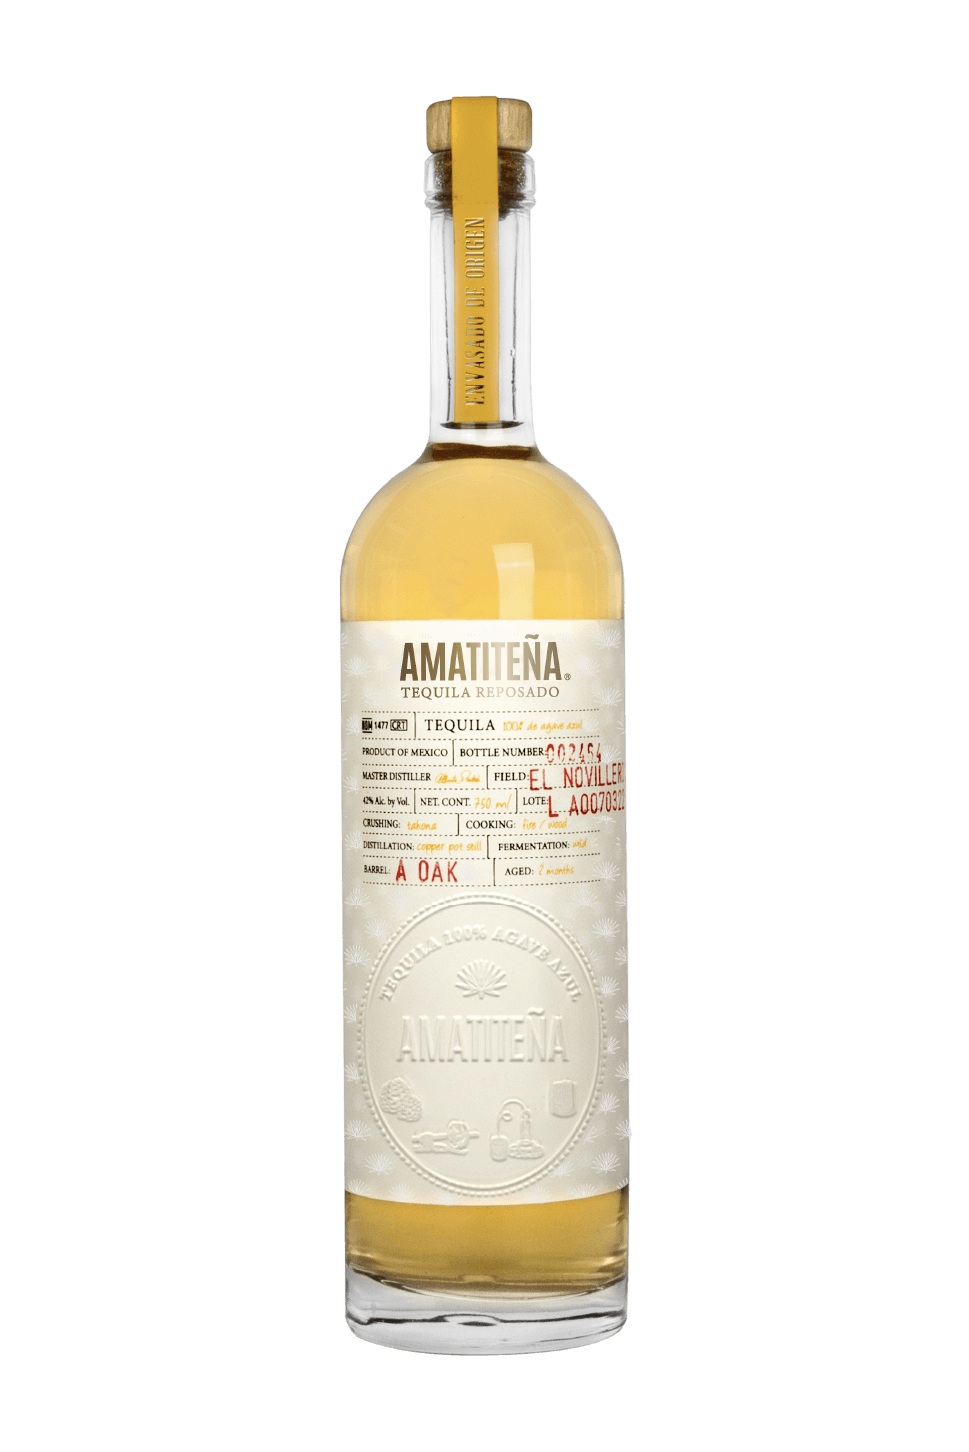 ENVASADO DE ORIGEN
AMATITEÑA®
TEQUILA REPOSADO
NOM 1477 CRT TEQUILA 100% de agave azul
PRODUCT OF MEXICO BOTTLE NUMBER: 002454
MASTER DISTILLER FIELD: EL NOVILLERO
42% Alc. by Vol. NET. CONT. 750 ml LOTE: L A0070322
CRUSHING: tahona COOKING: fire / wood
DISTILLATION: copper pot still FERMENTATION: wild
BARREL: A OAK AGED: 2 months
TEQUILA 100% AGAVE AZUL
AMATITEÑA